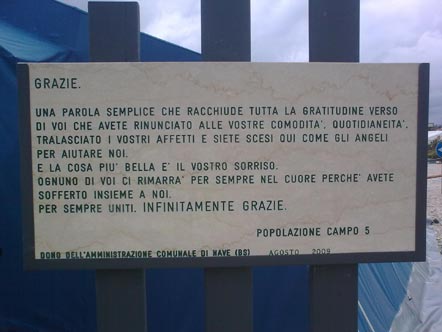 GRAZIE.
UNA PAROLA SEMPLICE CHE RACCHIUDE TUTTA LA GRATITUDINE VERSO
DI VOI CHE AVETE RINUNCIATO ALLE VOSTRE COMODITA', QUOTIDIANEITA',
TRALASCIATO I VOSTRI AFFETTI E SIETE SCESI QUI COME GLI ANGELI
PER AIUTARE NOI.
E LA COSA PIU' BELLA E' IL VOSTRO SORRISO.
OGNUNO DI VOI CI RIMARRA' PER SEMPRE NEL CUORE PERCHE' AVETE
SOFFERTO INSIEME A NOI.
PER SEMPRE UNITI. INFINITAMENTE GRAZIE.
POPOLAZIONE CAMPO 5
DONO DELL'AMMINISTRAZIONE COMUNALE DI NAVE (BS) AGOSTO 2009